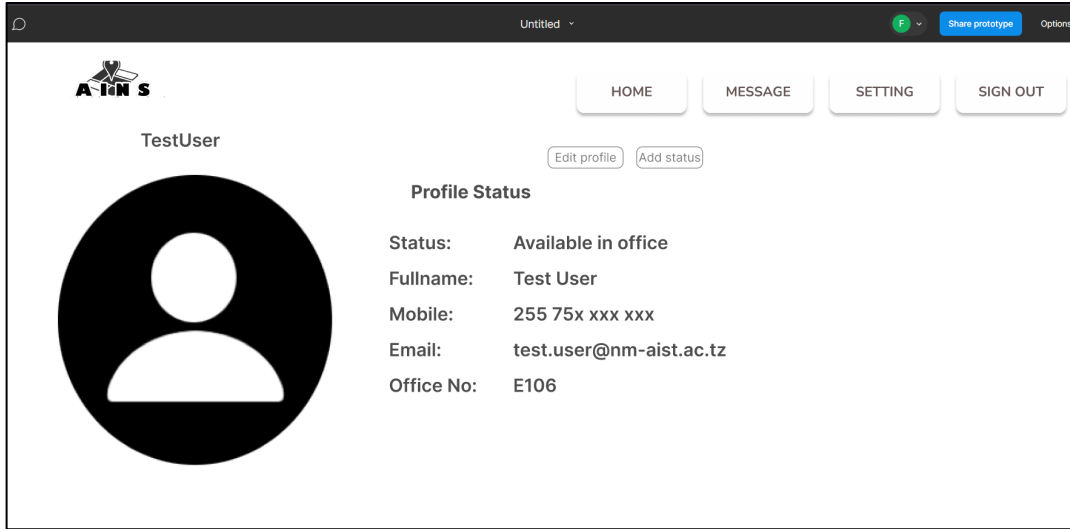 Untitled
F
Share prototype
Options
AINS
HOME MESSAGE SETTING SIGN OUT
TestUser
Edit profile Add status
Profile Status
Status: Available in office
Fullname: Test User
Mobile: 255 75x xxx xxx
Email: test.user@nm-aist.ac.tz
Office No: E106